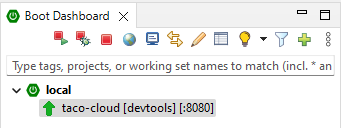 Boot Dashboard
Type tags, projects, or working set names to match (incl. * an
local
taco-cloud [devtools] [:8080]